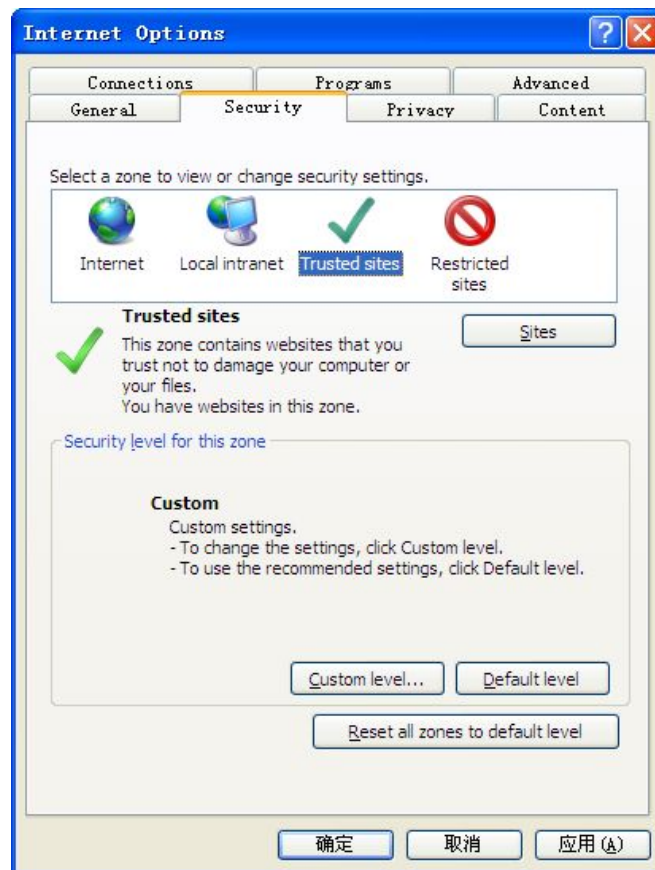 Internet Options
Connections Programs Advanced
General Security Privacy Content
Select a zone to view or change security settings.
Internet Local intranet Trusted sites Restricted
sites
Trusted sites
Sites
This zone contains websites that you
trust not to damage your computer or
your files.
You have websites in this zone.
Security level for this zone
Custom
Custom settings.
- To change the settings, click Custom level.
- To use the recommended settings, click Default level.
Custom level... Default level
Reset all zones to default level
确定 取消 应用(A)